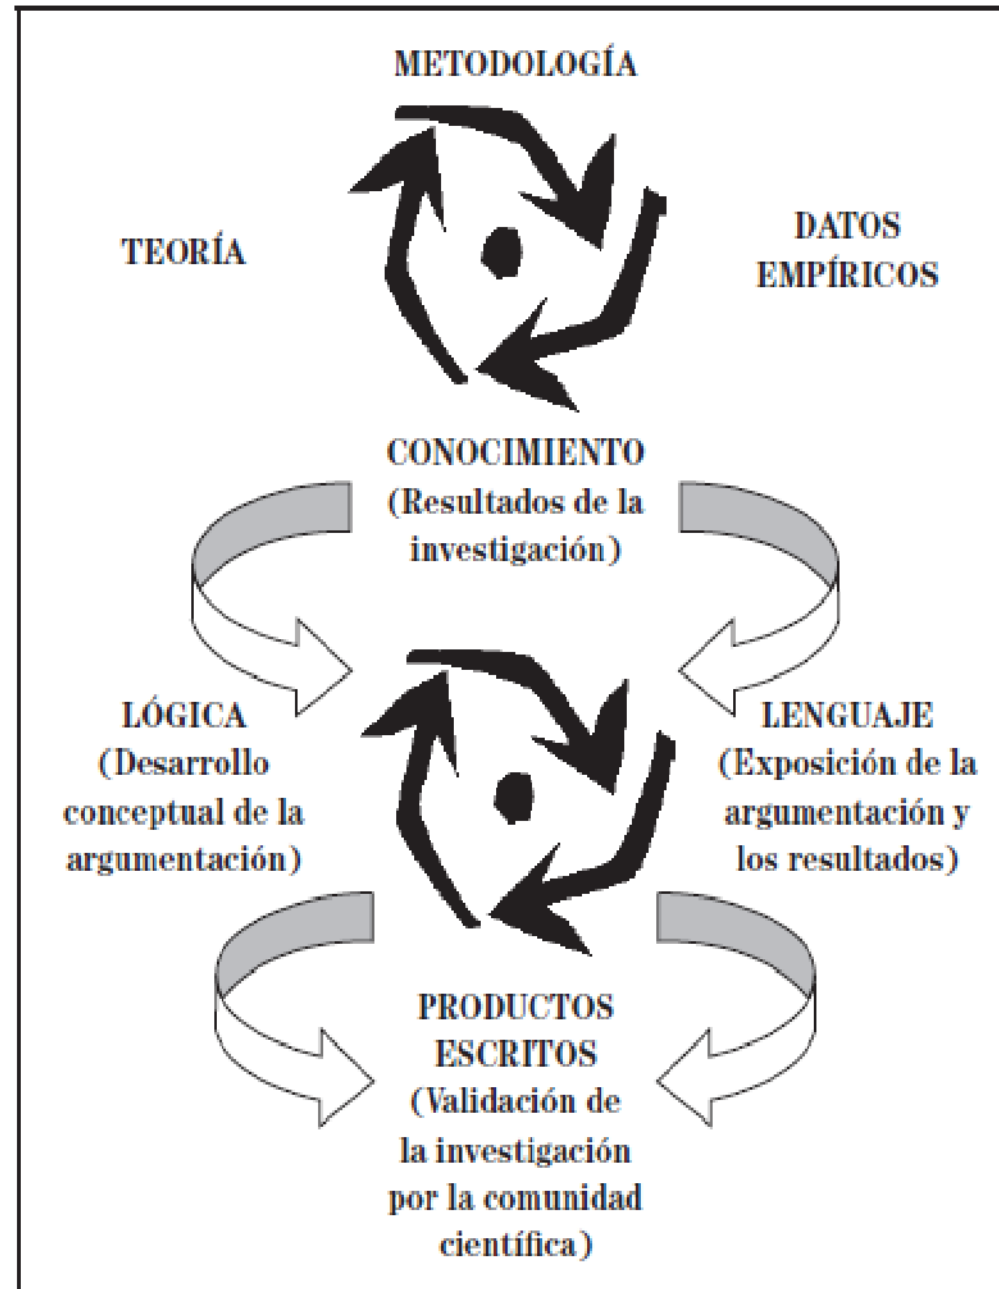 METODOLOGÍA
TEORÍA
DATOS
EMPÍRICOS
CONOCIMIENTO
(Resultados de la
investigación)
LÓGICA
(Desarrollo
conceptual de la
argumentación)
LENGUAJE
(Exposición de la
argumentación y
los resultados)
PRODUCTOS
ESCRITOS
(Validación de
la investigación
por la comunidad
científica)